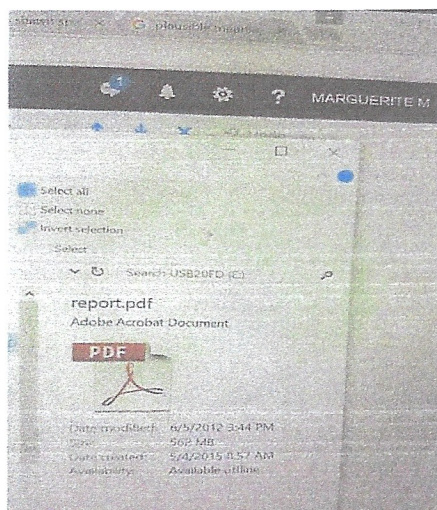 plausible
1
? MARGUERITE M
Select all
Select none
Invert selection
Select
Search USB20FD (E:)
report.pdf
Adobe Acrobat Document
PDF
Date modified: 6/5/2012 3:44 PM
Size: 568 MB
Date created: 5/4/2015 8:57 AM
Availability: Available offline